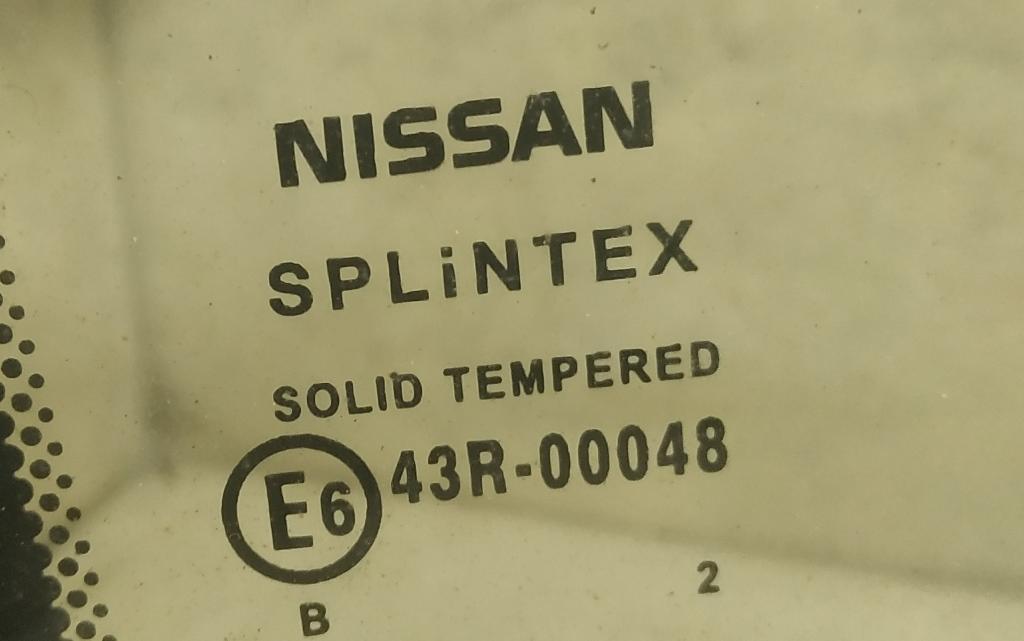 NISSAN
SPLiNTEX
SOLID TEMPERED
E6 43R-00048
B 2